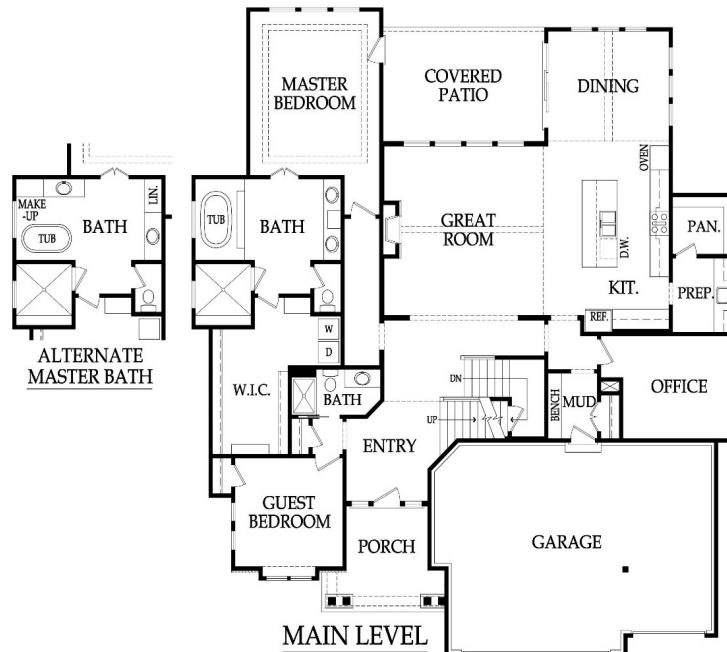 MASTER
BEDROOM
COVERED
PATIO
DINING
OVEN
MAKE
-UP
LIN.
TUB
BATH
ALTERNATE
MASTER BATH
TUB
BATH
GREAT
ROOM
D.W.
PAN.
KIT.
PREP.
REF.
W
D
W.I.C.
BATH
DN
UP
BENCH
MUD
OFFICE
ENTRY
GUEST
BEDROOM
PORCH
GARAGE
MAIN LEVEL